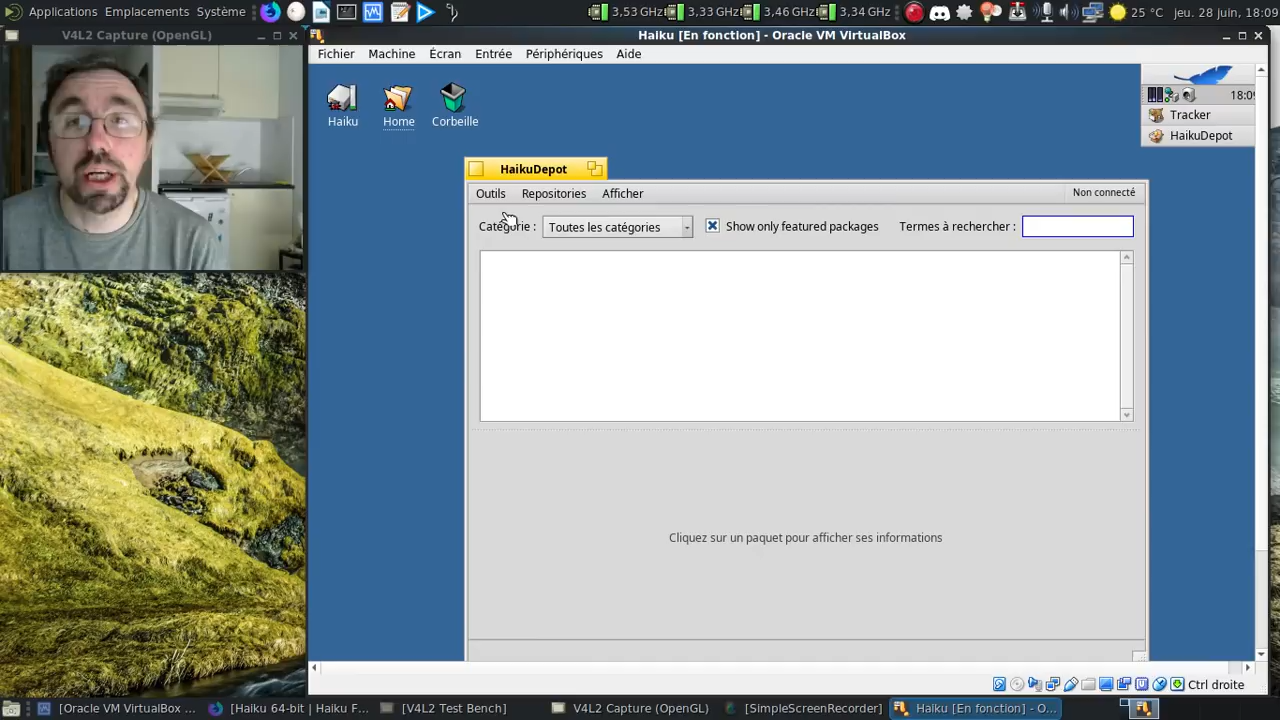 Applications Emplacements Système
3,53 GHz 3,33 GHz 3,46 GHz 3,34 GHz
25 °C jeu. 28 juin, 18:09
V4L2 Capture (OpenGL)
Haiku [En fonction] - Oracle VM VirtualBox
Fichier Machine Écran Entrée Périphériques Aide
Haiku Home Corbeille
18:09
Tracker
HaikuDepot
HaikuDepot
Outils Repositories Afficher Non connecté
Catégorie : Toutes les catégories Show only featured packages Termes à rechercher :
Cliquez sur un paquet pour afficher ses informations
Ctrl droite
[Oracle VM VirtualBox ... [Haiku 64-bit | Haiku F... [V4L2 Test Bench] V4L2 Capture (OpenGL) [SimpleScreenRecorder] Haiku [En fonction] - O...